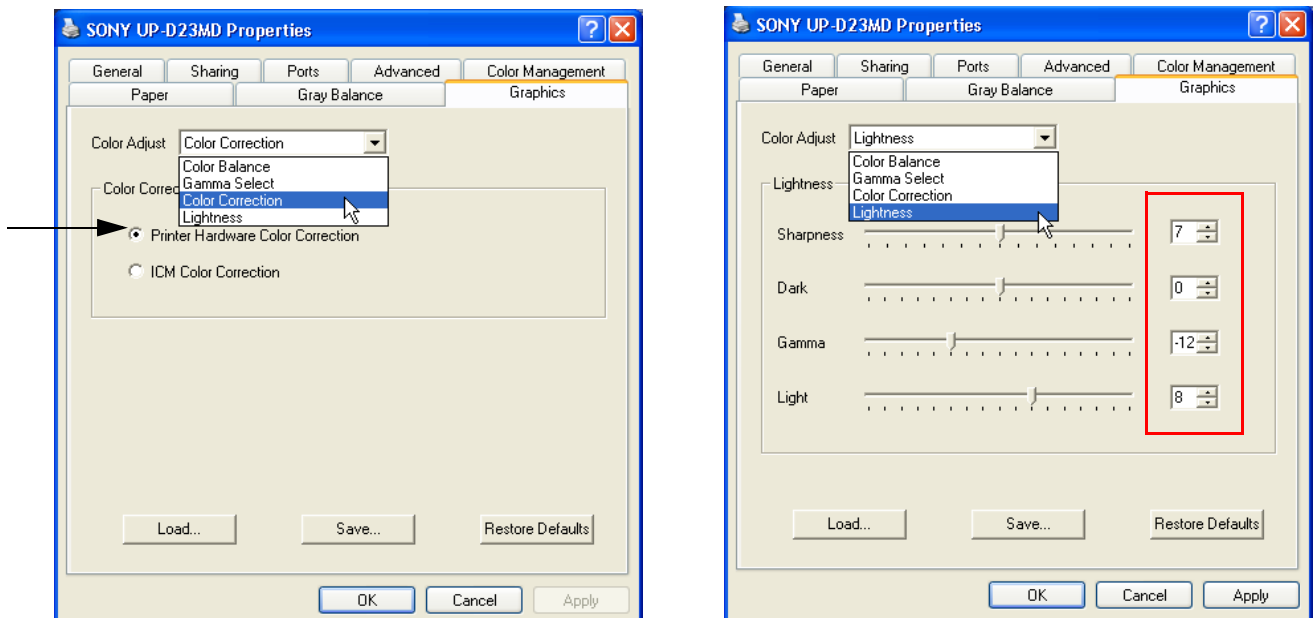 SONY UP-D23MD Properties
General Sharing Ports Advanced Color Management
Paper Gray Balance Graphics
Color Adjust Color Correction
Color Balance
Gamma Select
Color Correction
Lightness
Color Correc
Printer Hardware Color Correction
ICM Color Correction
Load... Save... Restore Defaults
OK Cancel Apply
SONY UP-D23MD Properties
General Sharing Ports Advanced Color Management
Paper Gray Balance Graphics
Color Adjust Lightness
Color Balance
Gamma Select
Color Correction
Lightness
Lightness
Sharpness 7
Dark 0
Gamma -12
Light 8
Load... Save... Restore Defaults
OK Cancel Apply